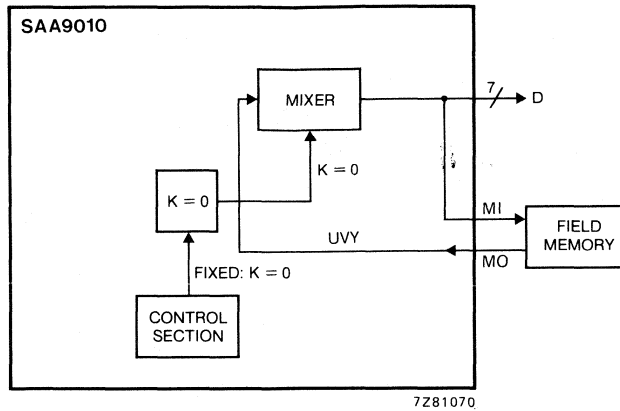 SAA9010
MIXER
7
D
K = 0
K = 0
MI
FIELD
MEMORY
UVY
MO
FIXED: K = 0
CONTROL
SECTION
7Z81070